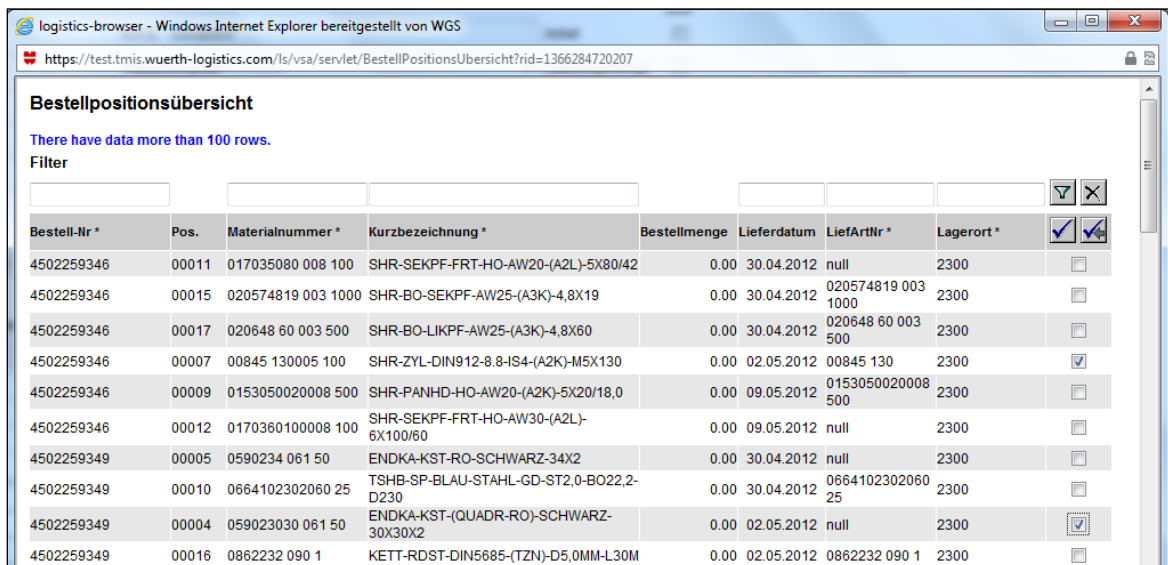 logistics-browser - Windows Internet Explorer bereitgestellt von WGS
https://test.tmis.wuerth-logistics.com/ls/vsa/servlet/BestellPositionsUbersicht?rid=1366284720207
Bestellpositionsübersicht
There have data more than 100 rows.
Filter
Bestell-Nr * Pos. Materialnummer * Kurzbezeichnung * Bestellmenge Lieferdatum LiefArtNr * Lagerort *
4502259346 00011 017035080 008 100 SHR-SEKPF-FRT-HO-AW20-(A2L)-5X80/42 0.00 30.04.2012 null 2300
4502259346 00015 020574819 003 1000 SHR-BO-SEKPF-AW25-(A3K)-4,8X19 0.00 30.04.2012 020574819 003 2300
1000
4502259346 00017 020648 60 003 500 SHR-BO-LIKPF-AW25-(A3K)-4,8X60 0.00 30.04.2012 020648 60 003 2300
500
4502259346 00007 00845 130005 100 SHR-ZYL-DIN912-8.8-IS4-(A2K)-M5X130 0.00 02.05.2012 00845 130 2300
4502259346 00009 0153050020008 500 SHR-PANHD-HO-AW20-(A2K)-5X20/18,0 0.00 09.05.2012 0153050020008 2300
500
4502259346 00012 0170360100008 100 SHR-SEKPF-FRT-HO-AW30-(A2L)- 0.00 09.05.2012 null 2300
6X100/60
4502259349 00005 0590234 061 50 ENDKA-KST-RO-SCHWARZ-34X2 0.00 30.04.2012 null 2300
4502259349 00010 0664102302060 25 TSHB-SP-BLAU-STAHL-GD-ST2,0-BO22,2- 0.00 30.04.2012 0664102302060 2300
D230 25
4502259349 00004 059023030 061 50 ENDKA-KST-(QUADR-RO)-SCHWARZ- 0.00 02.05.2012 null 2300
30X30X2
4502259349 00016 0862232 090 1 KETT-RDST-DIN5685-(TZN)-D5,0MM-L30M 0.00 02.05.2012 0862232 090 1 2300